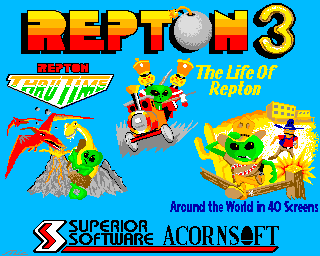 REPTON 3
REPTON
THRU TIME
The Life Of
Repton
Around the World in 40 Screens
SUPERIOR
SOFTWARE
ACORNSOFT